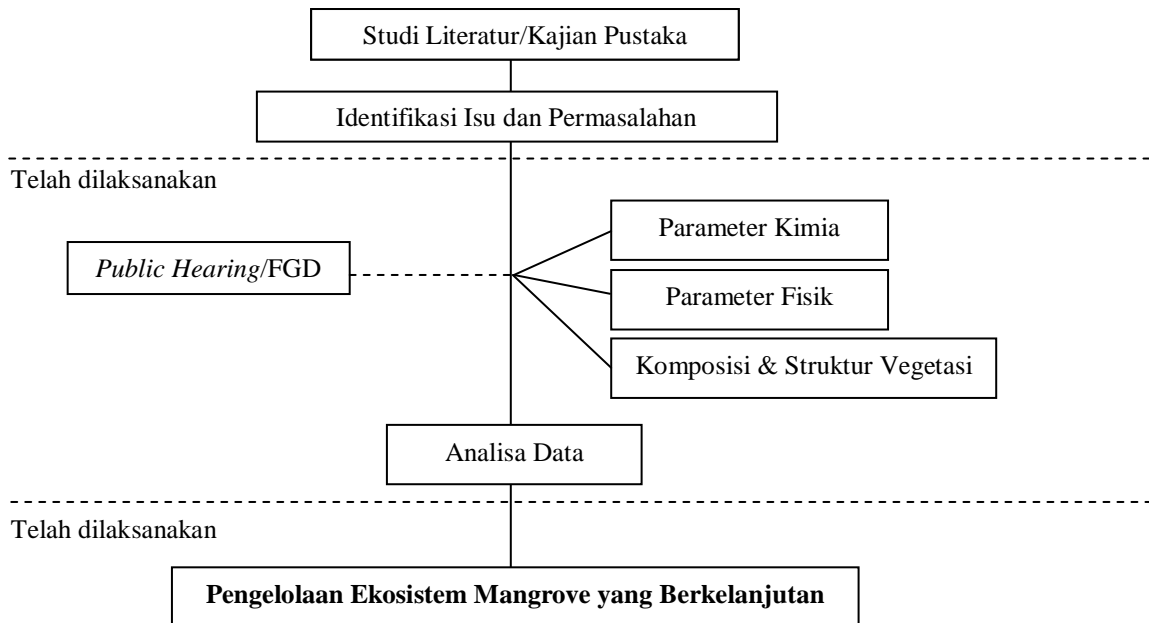 Studi Literatur/Kajian Pustaka
Identifikasi Isu dan Permasalahan
Telah dilaksanakan
Parameter Kimia
Public Hearing/FGD
Parameter Fisik
Komposisi & Struktur Vegetasi
Analisa Data
Telah dilaksanakan
Pengelolaan Ekosistem Mangrove yang Berkelanjutan